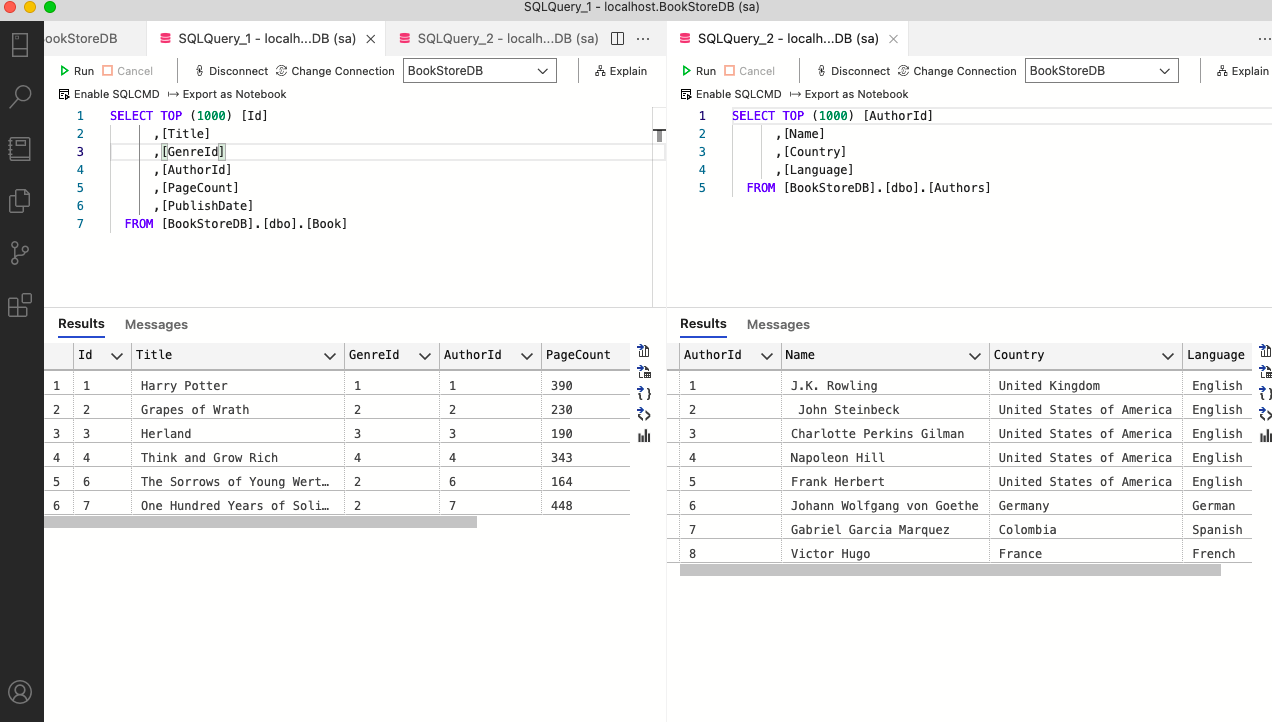 SQLQuery_1 - localhost.BookStoreDB (sa)
ookStoreDB
SQLQuery_1 - localh...DB (sa)
SQLQuery_2 - localh...DB (sa)
Run Cancel Disconnect Change Connection BookStoreDB Explain
Enable SQLCMD Export as Notebook
1 SELECT TOP (1000) [Id]
2 ,[Title]
3 ,[GenreId]
4 ,[AuthorId]
5 ,[PageCount]
6 ,[PublishDate]
7 FROM [BookStoreDB].[dbo].[Book]
Results Messages
Id Title GenreId AuthorId PageCount
1 1 Harry Potter 1 1 390
2 2 Grapes of Wrath 2 2 230
3 3 Herland 3 3 190
4 4 Think and Grow Rich 4 4 343
5 6 The Sorrows of Young Wert… 2 6 164
6 7 One Hundred Years of Soli… 2 7 448
SQLQuery_2 - localh...DB (sa)
Run Cancel Disconnect Change Connection BookStoreDB Explain
Enable SQLCMD Export as Notebook
1 SELECT TOP (1000) [AuthorId]
2 ,[Name]
3 ,[Country]
4 ,[Language]
5 FROM [BookStoreDB].[dbo].[Authors]
Results Messages
AuthorId Name Country Language
1 J.K. Rowling United Kingdom English
2 John Steinbeck United States of America English
3 Charlotte Perkins Gilman United States of America English
4 Napoleon Hill United States of America English
5 Frank Herbert United States of America English
6 Johann Wolfgang von Goethe Germany German
7 Gabriel Garcia Marquez Colombia Spanish
8 Victor Hugo France French